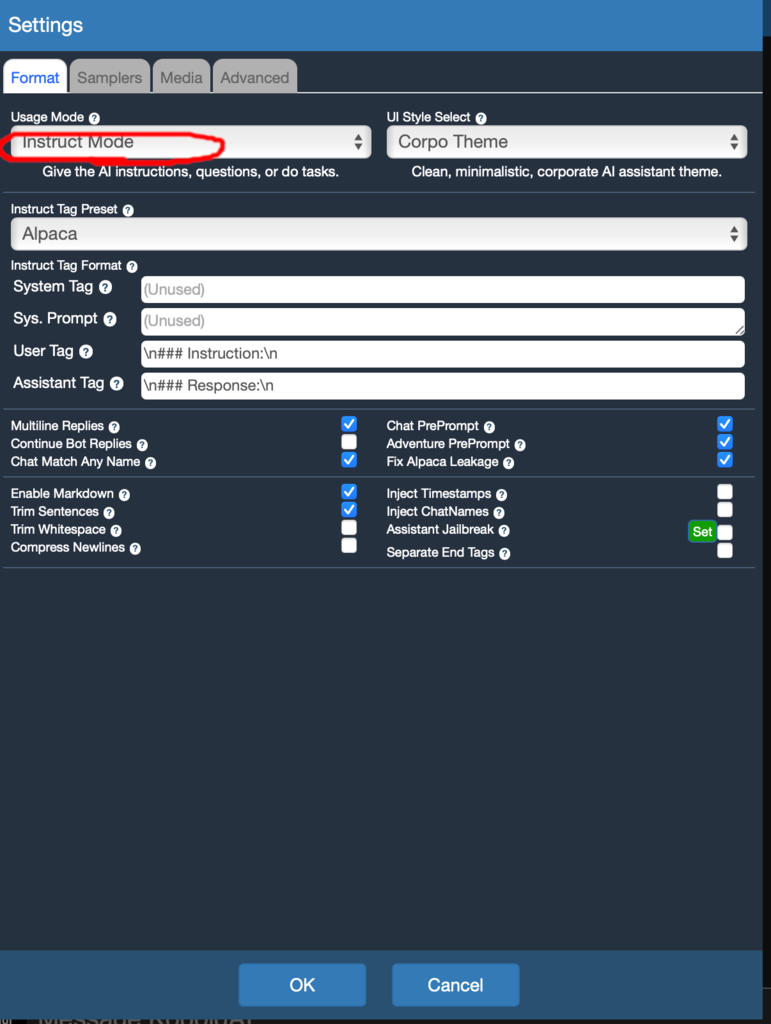 Settings
Format Samplers Media Advanced
Usage Mode ? UI Style Select ?
Instruct Mode Corpo Theme
Give the AI instructions, questions, or do tasks. Clean, minimalistic, corporate AI assistant theme.
Instruct Tag Preset ?
Alpaca
Instruct Tag Format ?
System Tag ? (Unused)
Sys. Prompt ? (Unused)
User Tag ? \n### Instruction:\n
Assistant Tag ? \n### Response:\n
Multiline Replies ? Chat PrePrompt ?
Continue Bot Replies ? Adventure PrePrompt ?
Chat Match Any Name ? Fix Alpaca Leakage ?
Enable Markdown ? Inject Timestamps ?
Trim Sentences ? Inject ChatNames ?
Trim Whitespace ? Assistant Jailbreak ? Set
Compress Newlines ? Separate End Tags ?
OK Cancel
Message KoboldAI